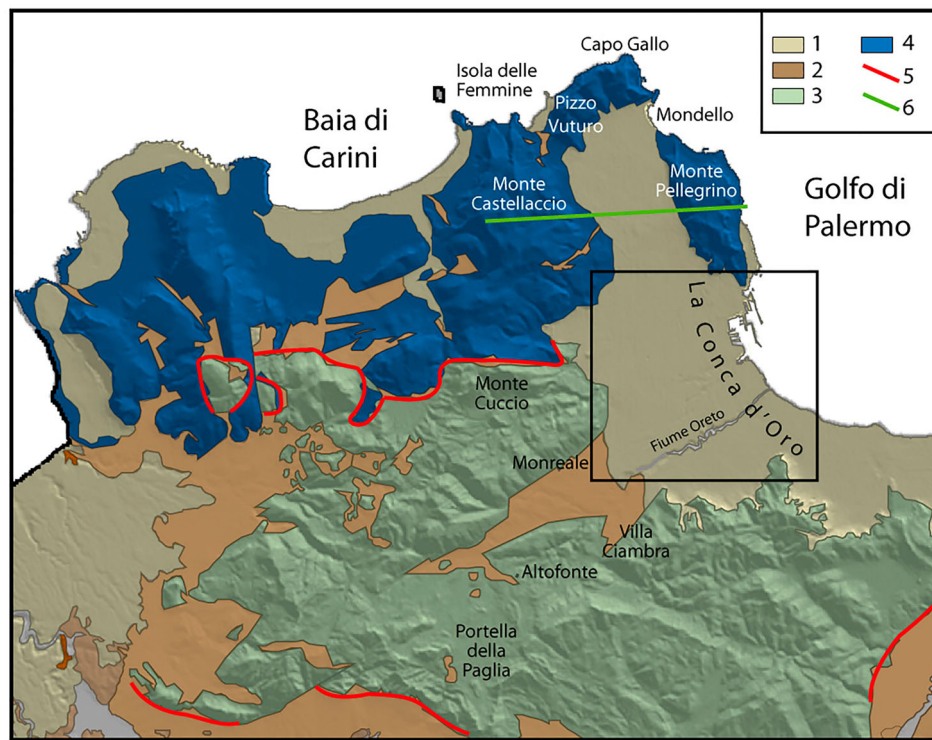 Capo Gallo
Isola delle
Femmine
Baia di
Carini
Pizzo
Vuturo
Mondello
Monte
Castellaccio
Monte
Pellegrino
Golfo di
Palermo
La Conca d'Oro
Fiume Oreto
Monte
Cuccio
Monreale
Villa
Ciambra
Altofonte
Portella
della
Paglia
1
2
3
4
5
6